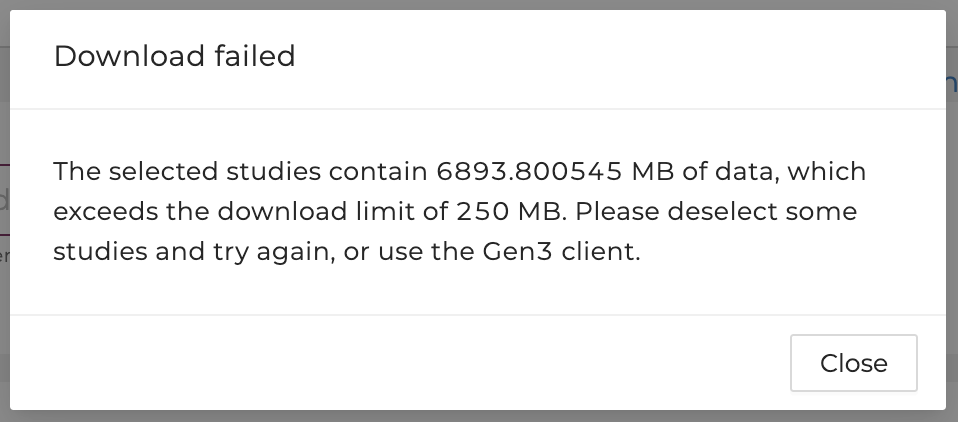 Download failed
The selected studies contain 6893.800545 MB of data, which
exceeds the download limit of 250 MB. Please deselect some
studies and try again, or use the Gen3 client.
Close